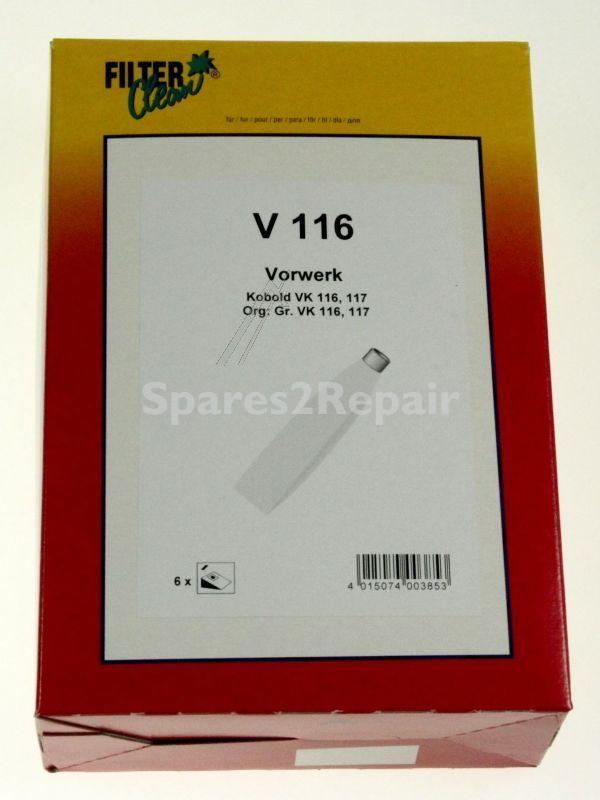 FILTER
Clean ®
für / for / pour / per / para / för / til / dla / для
V 116
Vorwerk
Kobold VK 116, 117
Org: Gr. VK 116, 117
Spares2Repair
6 x
4 015074 003853